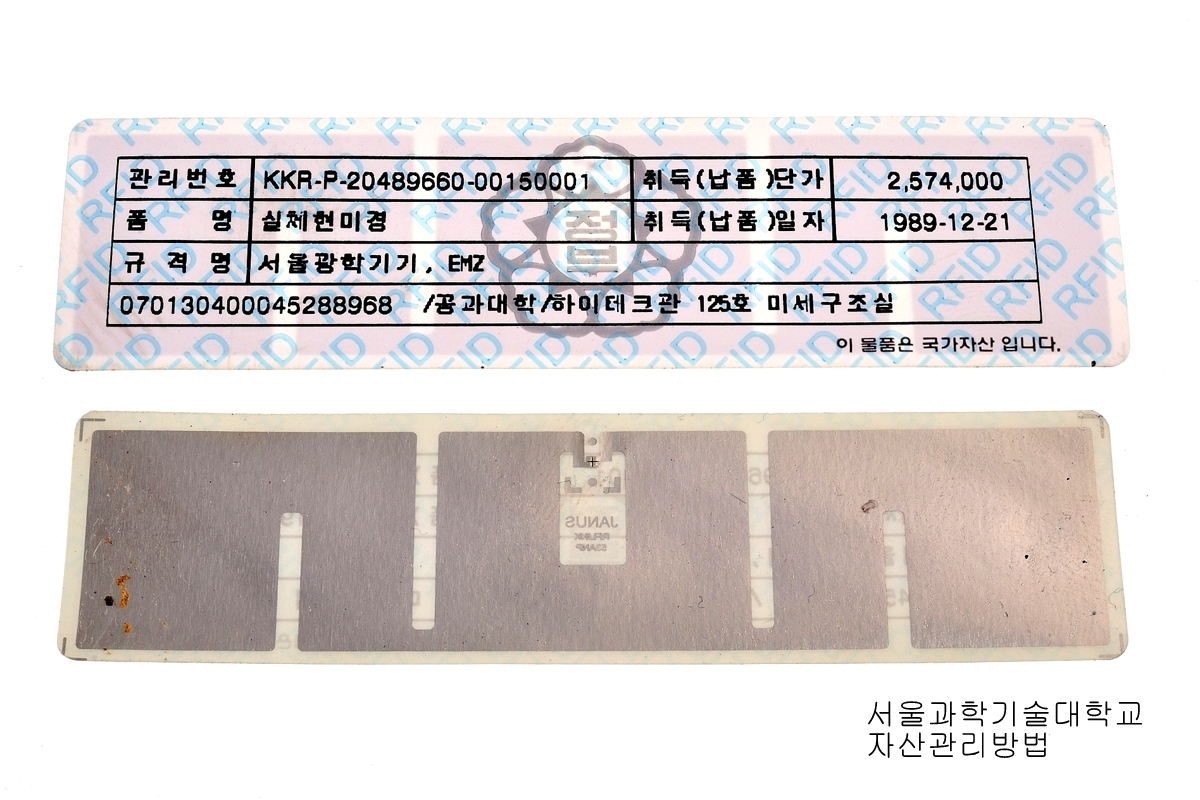 관리번호 KKR-P-20489660-00150001 취득(납품)단가 2,574,000
품 명 실체현미경 취득(납품)일자 1989-12-21
규 격 명 서울광학기기, EMZ
070130400045288968 /공과대학/하이테크관 125호 미세구조실
이 물품은 국가자산 입니다.
JANUS
RFLINK
53ANP
서울과학기술대학교
자산관리방법